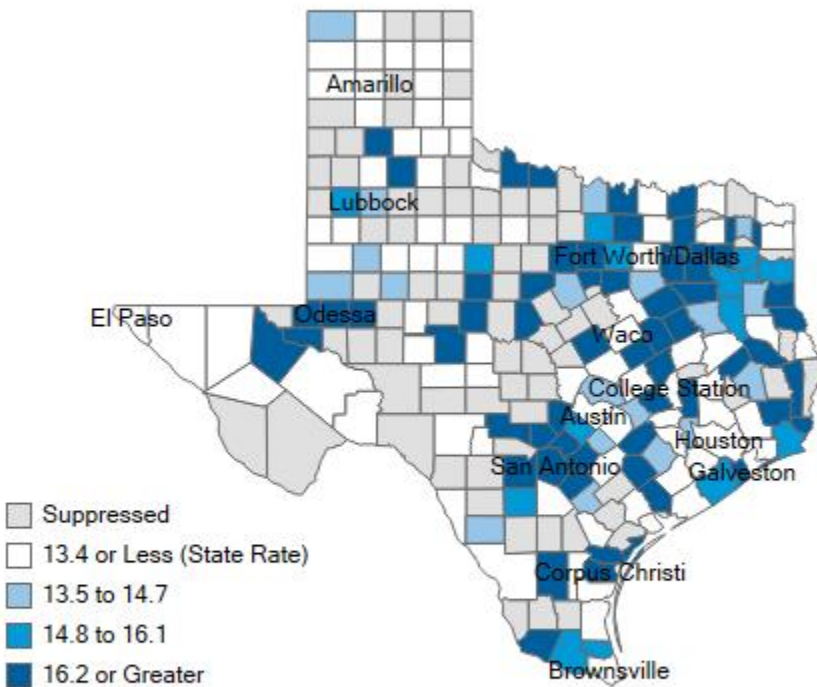 Amarillo
Lubbock
Fort Worth/Dallas
El Paso
Odessa
Waco
College Station
Austin
Houston
San Antonio
Galveston
Corpus Christi
Brownsville
Suppressed
13.4 or Less (State Rate)
13.5 to 14.7
14.8 to 16.1
16.2 or Greater